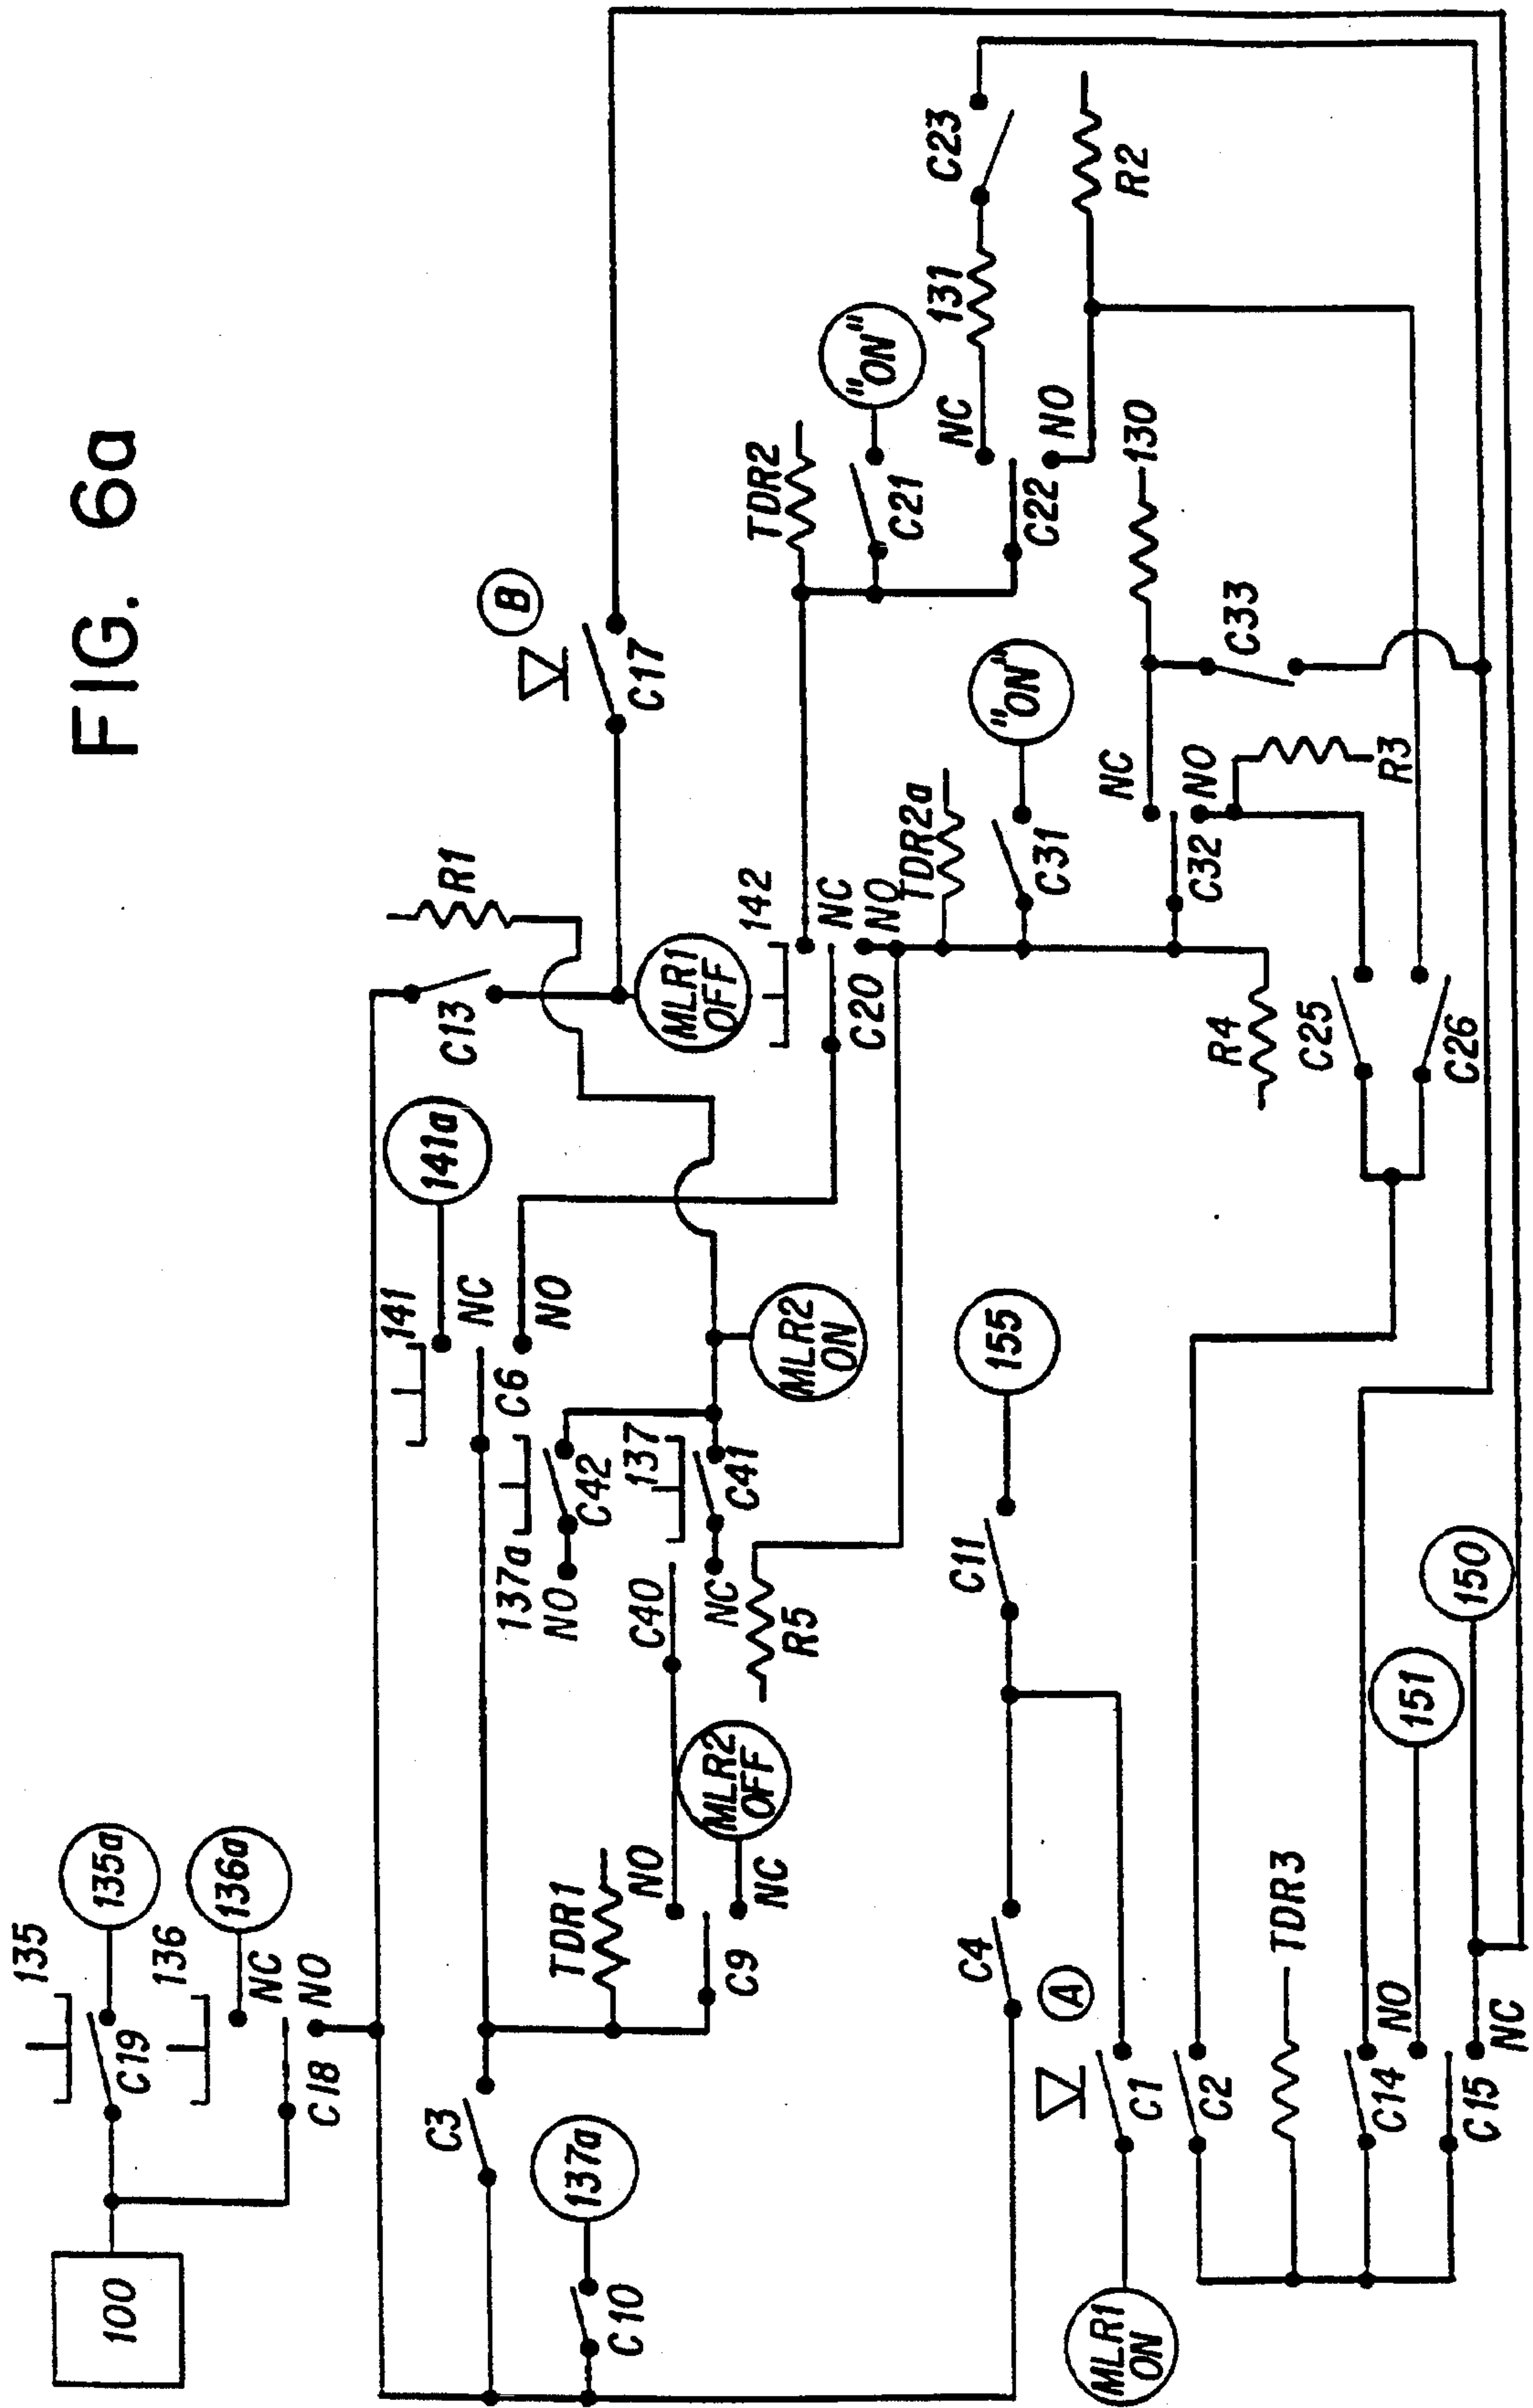 FIG. 6a
100
135
135a
C19
136
136a
NC
NO
C18
C3
137a
C10
TDR1
NO
NC
C9
MLR2
OFF
141
141a
NC
NO
C6
137a
NO
C42
137
C40
NC
C41
R5
MLR2
ON
C13
R1
MLR1
OFF
B
C17
142
NC
NO
C20
TDR2
"ON"
C21
NC
NO
C22
131
C23
R2
TDR2a
"ON"
C31
NC
NO
C32
130
C33
R3
R4
C25
C26
C4
C11
155
A
MLR1
ON
C1
C2
TDR3
C14
NO
151
C15
NC
150